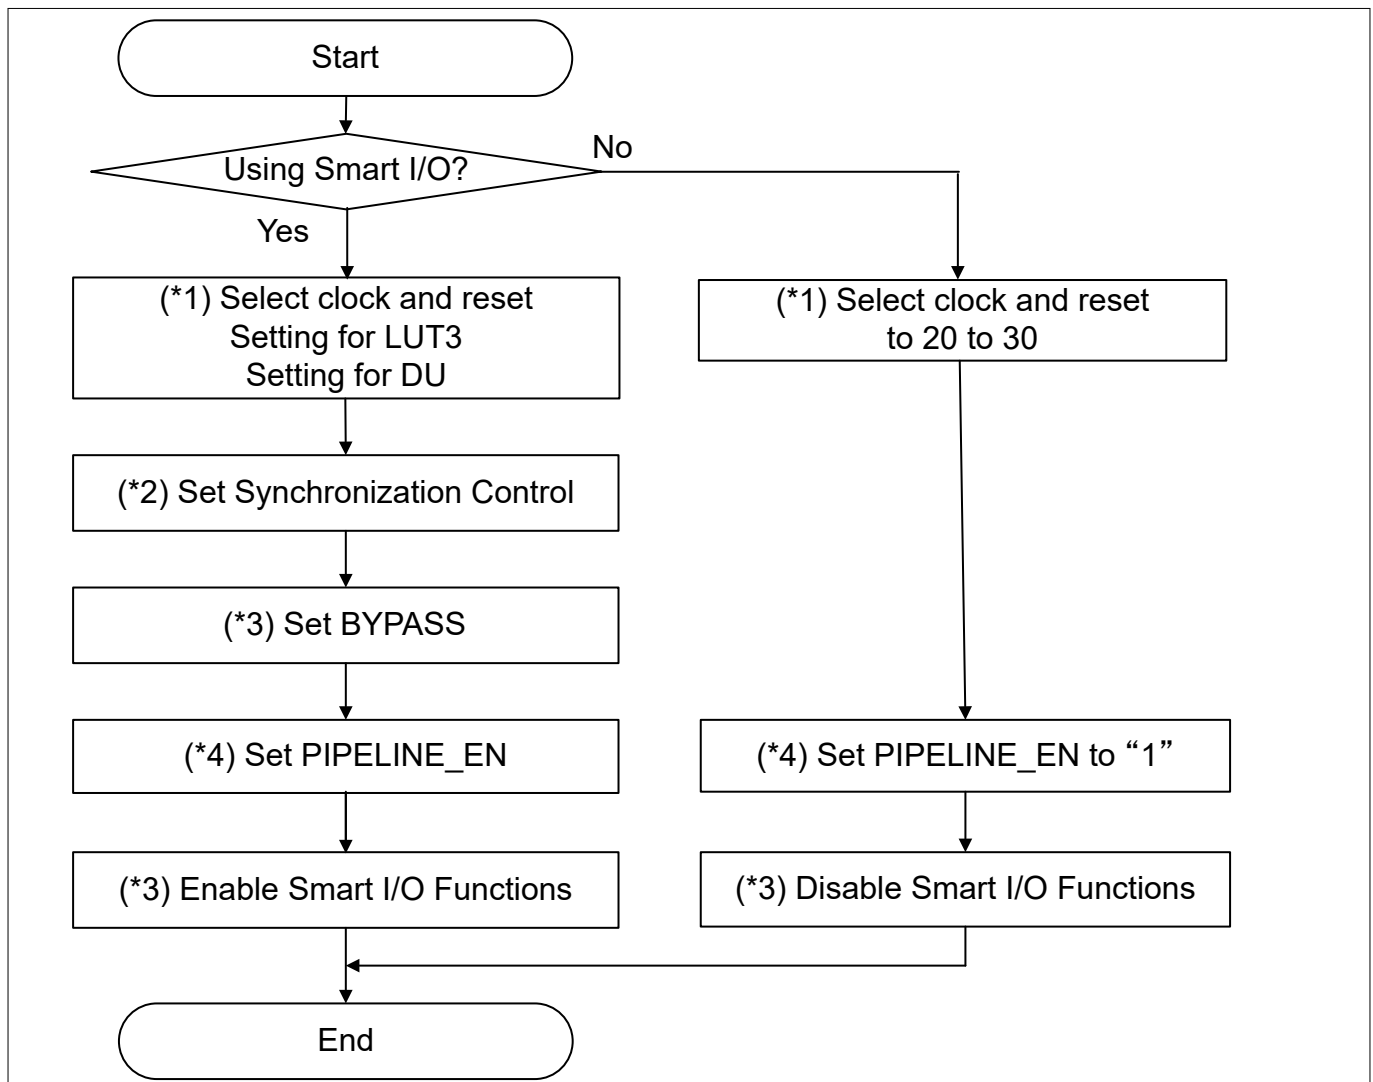 Start
Using Smart I/O?
No
Yes
(*1) Select clock and reset
Setting for LUT3
Setting for DU
(*1) Select clock and reset
to 20 to 30
(*2) Set Synchronization Control
(*3) Set BYPASS
(*4) Set PIPELINE_EN
(*4) Set PIPELINE_EN to “1”
(*3) Enable Smart I/O Functions
(*3) Disable Smart I/O Functions
End